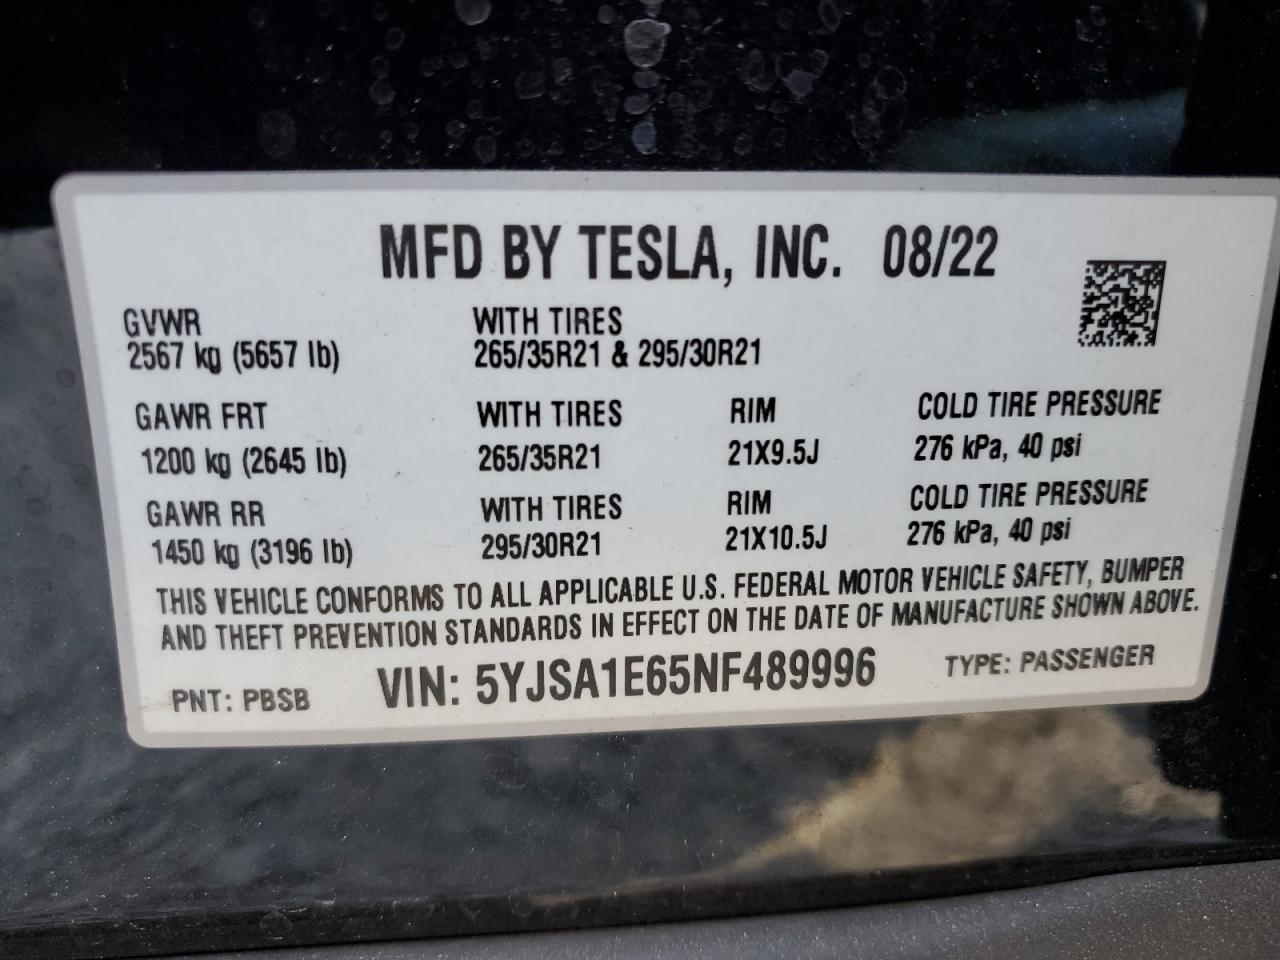 MFD BY TESLA, INC. 08/22
GVWR WITH TIRES
2567 kg (5657 lb) 265/35R21 & 295/30R21
GAWR FRT WITH TIRES RIM COLD TIRE PRESSURE
1200 kg (2645 lb) 265/35R21 21X9.5J 276 kPa, 40 psi
GAWR RR WITH TIRES RIM COLD TIRE PRESSURE
1450 kg (3196 lb) 295/30R21 21X10.5J 276 kPa, 40 psi
THIS VEHICLE CONFORMS TO ALL APPLICABLE U.S. FEDERAL MOTOR VEHICLE SAFETY, BUMPER
AND THEFT PREVENTION STANDARDS IN EFFECT ON THE DATE OF MANUFACTURE SHOWN ABOVE.
PNT: PBSB VIN: 5YJSA1E65NF489996 TYPE: PASSENGER